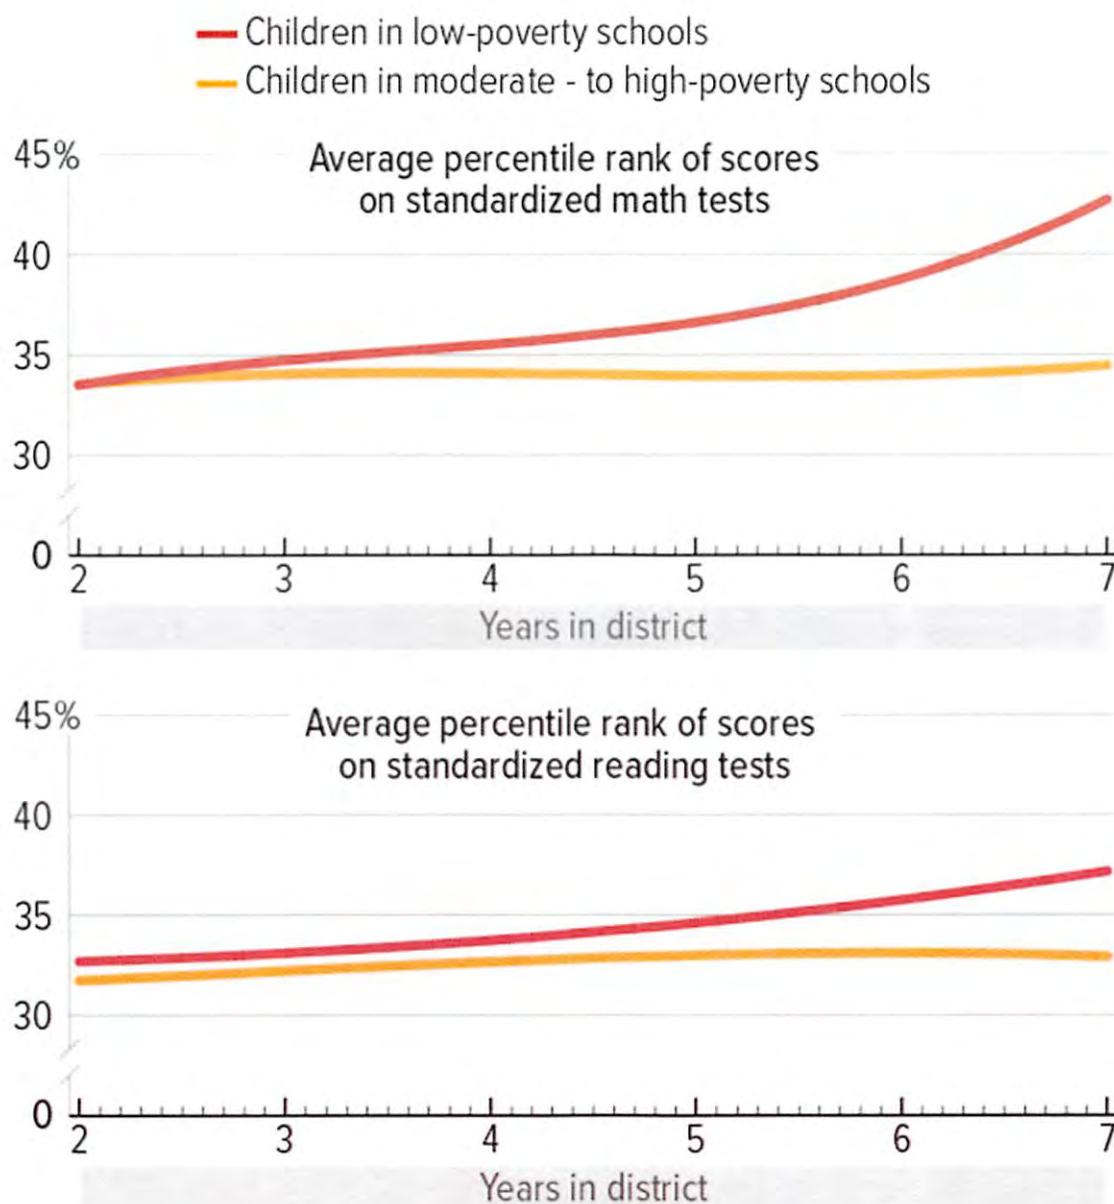 Children in low-poverty schools
Children in moderate - to high-poverty schools
45%
Average percentile rank of scores
on standardized math tests
40
35
30
0
2 3 4 5 6 7
Years in district
45%
Average percentile rank of scores
on standardized reading tests
40
35
30
0
2 3 4 5 6 7
Years in district